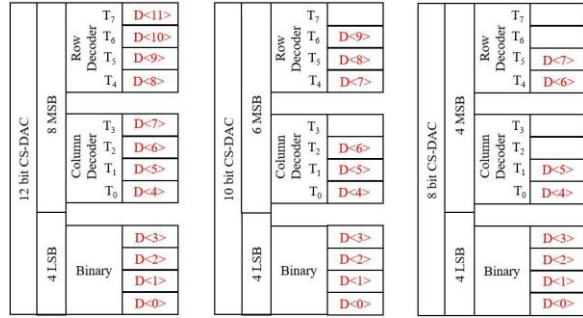 12 bit CS-DAC
8 MSB
Row
Decoder
T7 D<11>
T6 D<10>
T5 D<9>
T4 D<8>
Column
Decoder
T3 D<7>
T2 D<6>
T1 D<5>
T0 D<4>
4 LSB
Binary
D<3>
D<2>
D<1>
D<0>
10 bit CS-DAC
6 MSB
Row
Decoder
T7
T6 D<9>
T5 D<8>
T4 D<7>
Column
Decoder
T3
T2 D<6>
T1 D<5>
T0 D<4>
4 LSB
Binary
D<3>
D<2>
D<1>
D<0>
8 bit CS-DAC
4 MSB
Row
Decoder
T7
T6
T5 D<7>
T4 D<6>
Column
Decoder
T3
T2
T1 D<5>
T0 D<4>
4 LSB
Binary
D<3>
D<2>
D<1>
D<0>